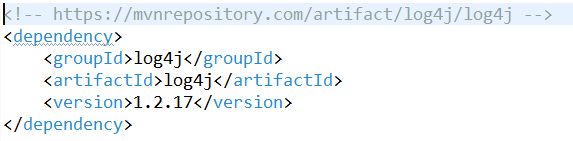 <!-- https://mvnrepository.com/artifact/log4j/log4j -->
<dependency>
    <groupId>log4j</groupId>
    <artifactId>log4j</artifactId>
    <version>1.2.17</version>
</dependency>